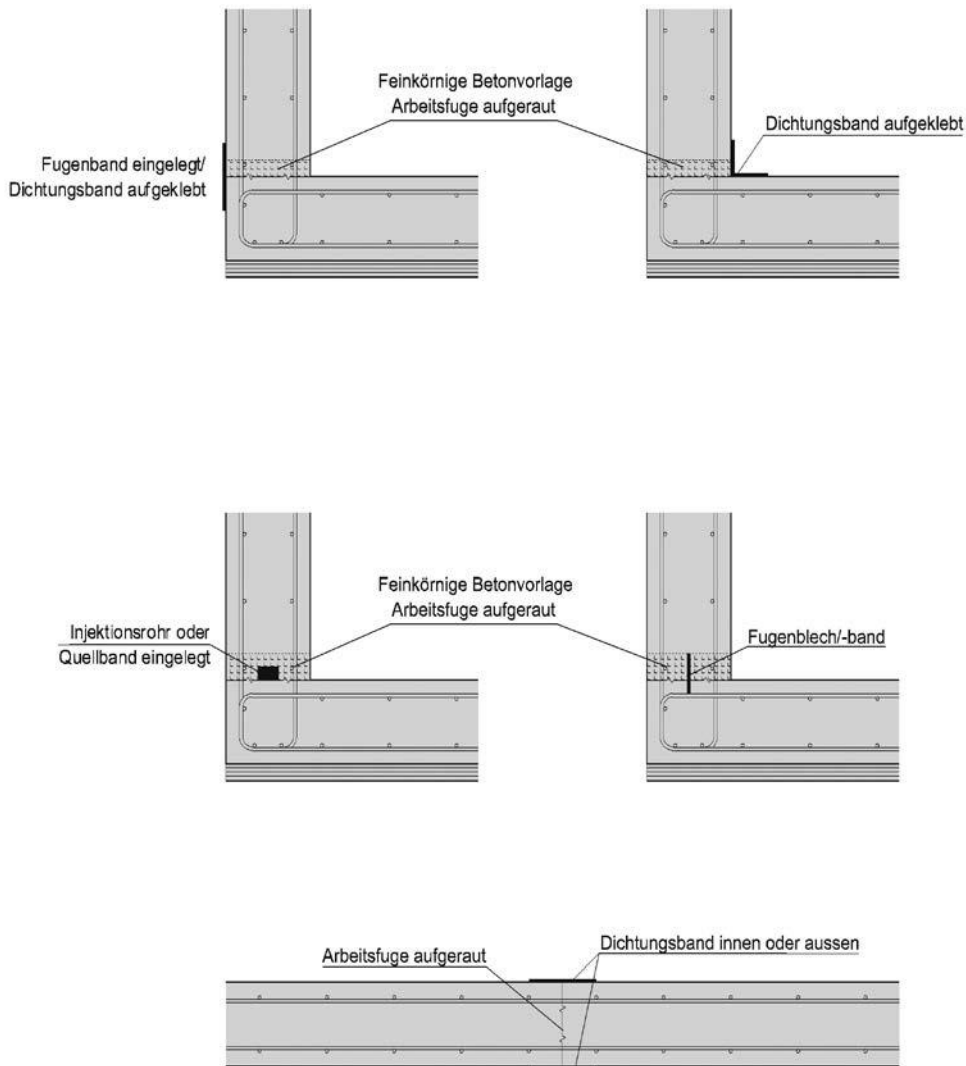 Feinkörnige Betonvorlage
Arbeitsfuge aufgeraut
Dichtungsband aufgeklebt
Fugenband eingelegt/
Dichtungsband aufgeklebt
Feinkörnige Betonvorlage
Arbeitsfuge aufgeraut
Injektionsrohr oder
Quellband eingelegt
Fugenblech/-band
Arbeitsfuge aufgeraut
Dichtungsband innen oder aussen